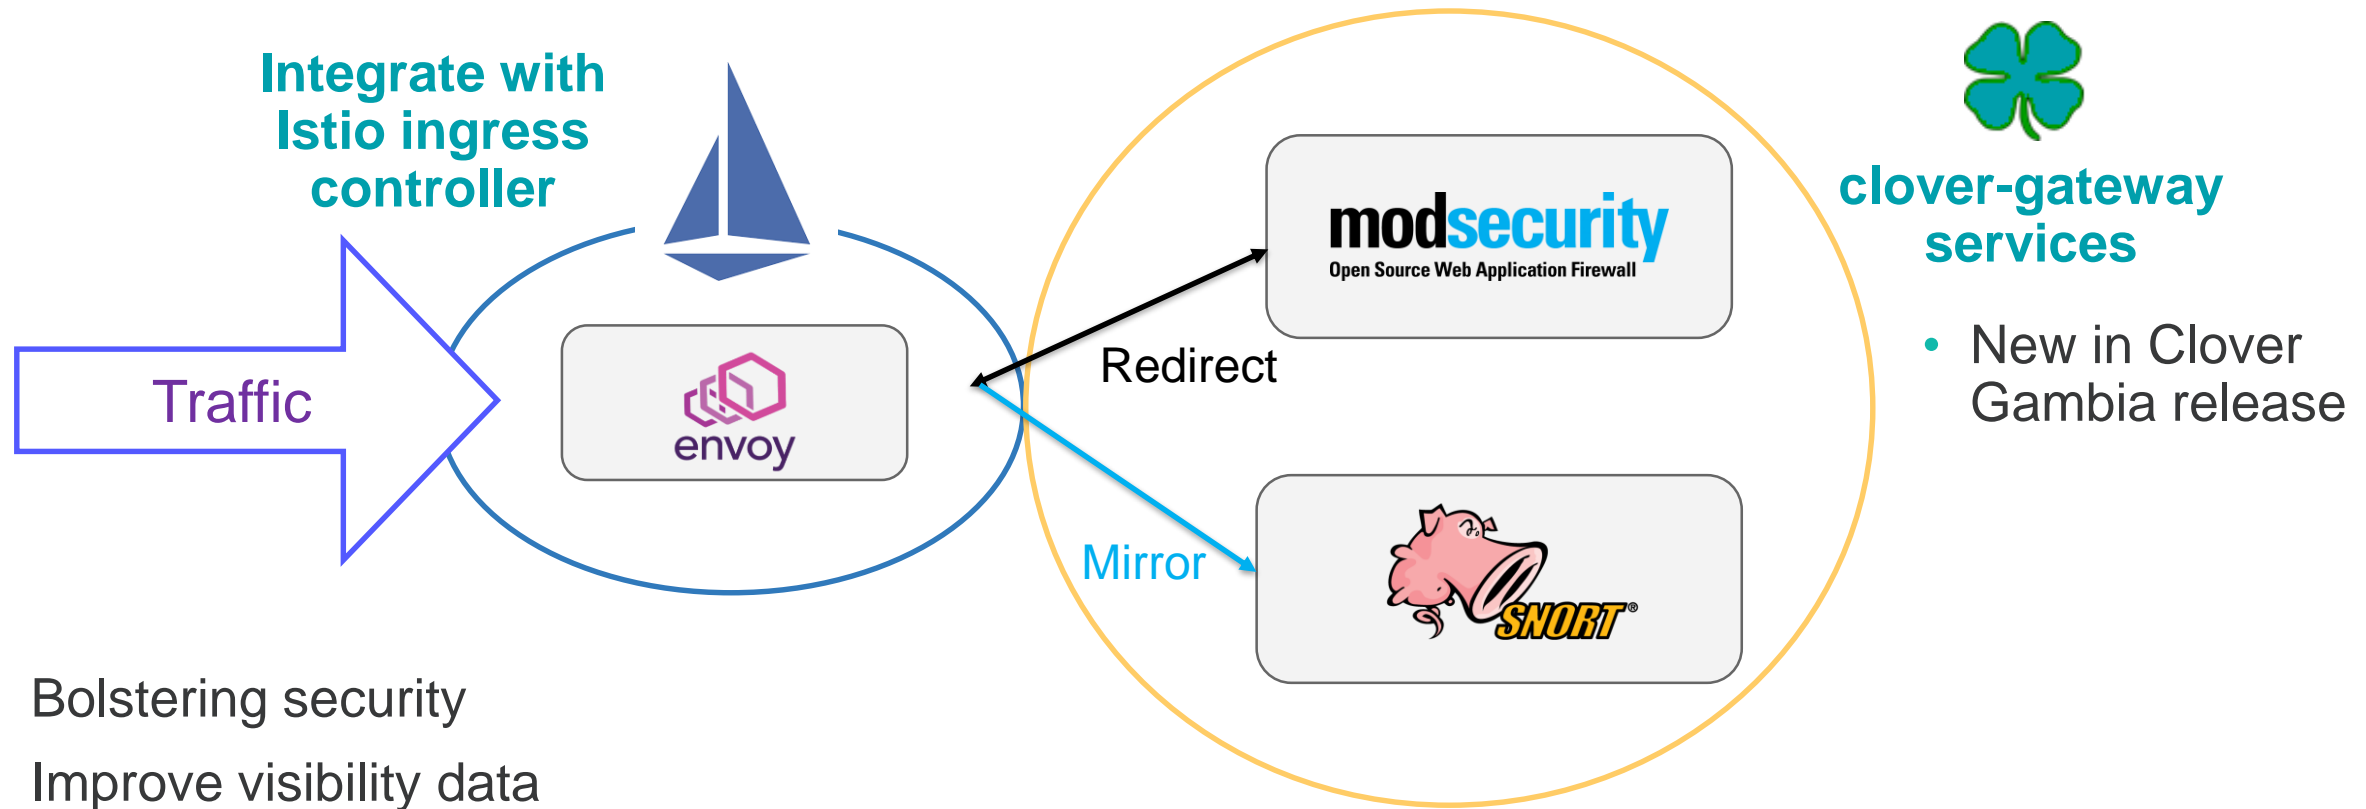 Integrate with
Istio ingress
controller
Traffic
envoy
Redirect
Mirror
modsecurity
Open Source Web Application Firewall
SNORT®
clover-gateway
services
• New in Clover
Gambia release
Bolstering security
Improve visibility data